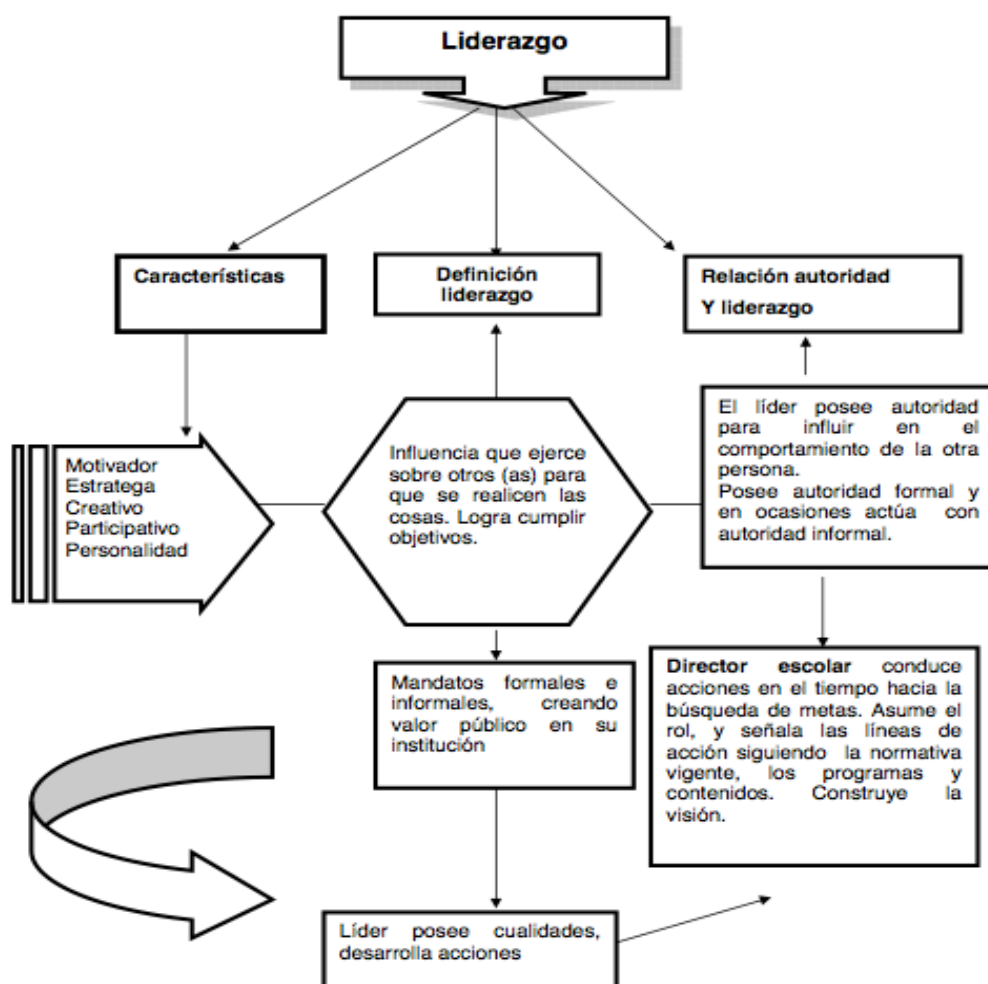 Liderazgo
Características
Definición
liderazgo
Relación autoridad
Y liderazgo
Motivador
Estratega
Creativo
Participativo
Personalidad
Influencia que ejerce
sobre otros (as) para
que se realicen las
cosas. Logra cumplir
objetivos.
El líder posee autoridad
para influir en el
comportamiento de la otra
persona.
Posee autoridad formal y
en ocasiones actúa con
autoridad informal.
Mandatos formales e
informales, creando
valor público en su
institución
Director escolar conduce
acciones en el tiempo hacia la
búsqueda de metas. Asume el
rol, y señala las líneas de
acción siguiendo la normativa
vigente, los programas y
contenidos. Construye la
visión.
Líder posee cualidades,
desarrolla acciones